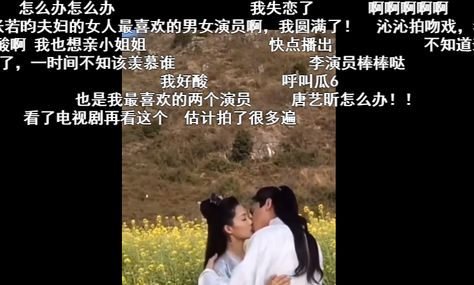 怎么办怎么办 我失恋了 啊啊啊啊啊
长若昀夫妇的女人最喜欢的男女演员啊，我圆满了！ 沁沁拍吻戏，
酸啊 我也想亲小姐姐 快点播出 不知道
了，一时间不知该羡慕谁 李演员棒棒哒
我好酸 呼叫瓜6
也是我最喜欢的两个演员 唐艺昕怎么办！！
看了电视剧再看这个 估计拍了很多遍